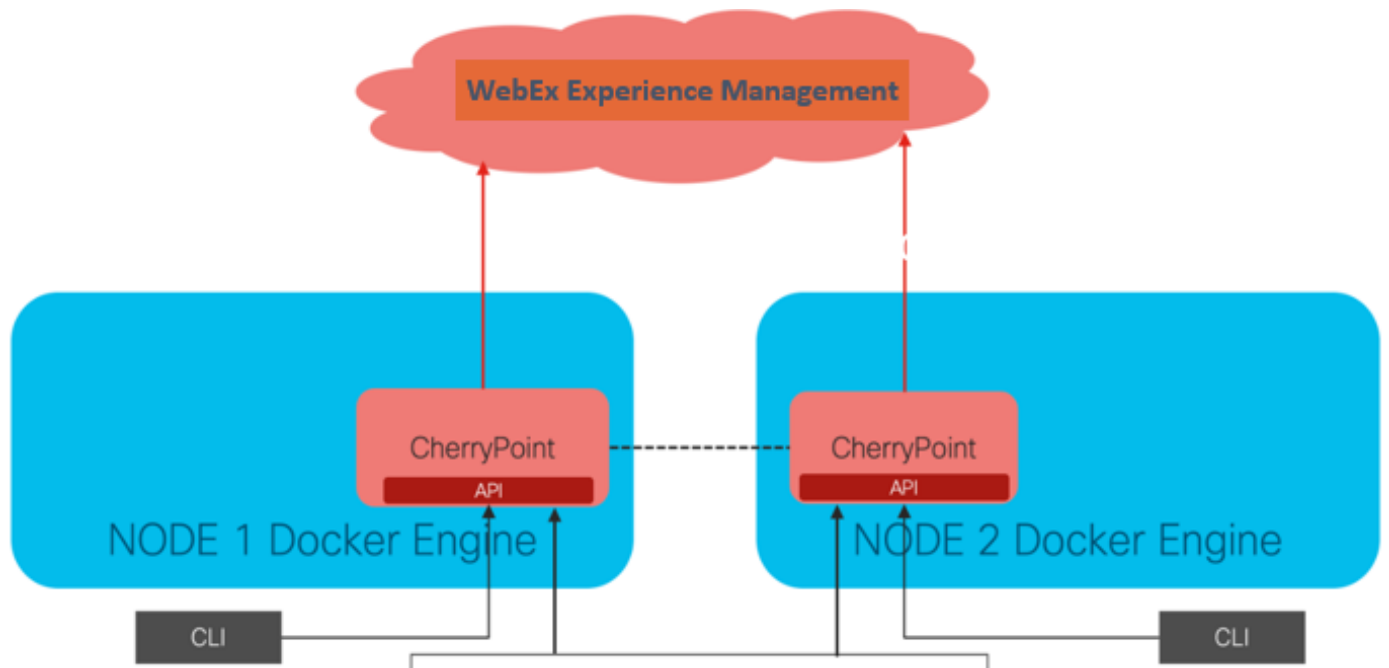 WebEx Experience Management
CherryPoint
API
NODE 1 Docker Engine
CherryPoint
API
NODE 2 Docker Engine
CLI
CLI